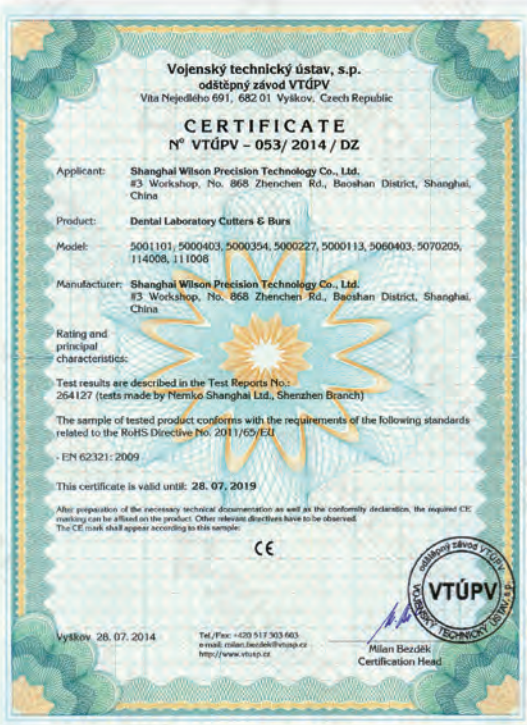 Vojenský technický ústav, s.p.
odštěpný závod VTÚPV
Víta Nejedlého 691, 682 01 Vyškov, Czech Republic
CERTIFICATE
N° VTÚPV – 053/ 2014 / DZ
Applicant: Shanghai Wilson Precision Technology Co., Ltd.
#3 Workshop, No. 868 Zhenchen Rd., Baoshan District, Shanghai,
China
Product: Dental Laboratory Cutters & Burs
Model: 5001101, 5000403, 5000354, 5000227, 5000113, 5060403, 5070205,
114008, 111008
Manufacturer: Shanghai Wilson Precision Technology Co., Ltd.
#3 Workshop, No. 868 Zhenchen Rd., Baoshan District, Shanghai,
China
Rating and
principal
characteristics:
Test results are described in the Test Reports No.:
264127 (tests made by Nemko Shanghai Ltd., Shenzhen Branch)
The sample of tested product conforms with the requirements of the following standards
related to the RoHS Directive No. 2011/65/EU
- EN 62321: 2009
This certificate is valid until: 28. 07. 2019
After preparation of the necessary technical documentation as well as the conformity declaration, the required CE
marking can be affixed on the product. Other relevant directives have to be observed.
The CE mark shall appear according to this sample:
CE
odštěpný závod VTÚPV
VTÚPV
VOJENSKÝ TECHNICKÝ ÚSTAV, s.p.
Vyškov 28. 07. 2014
Tel./Fax: +420 517 303 603
e-mail: milan.bezdek@vtusp.cz
http://www.vtusp.cz
Milan Bezděk
Certification Head